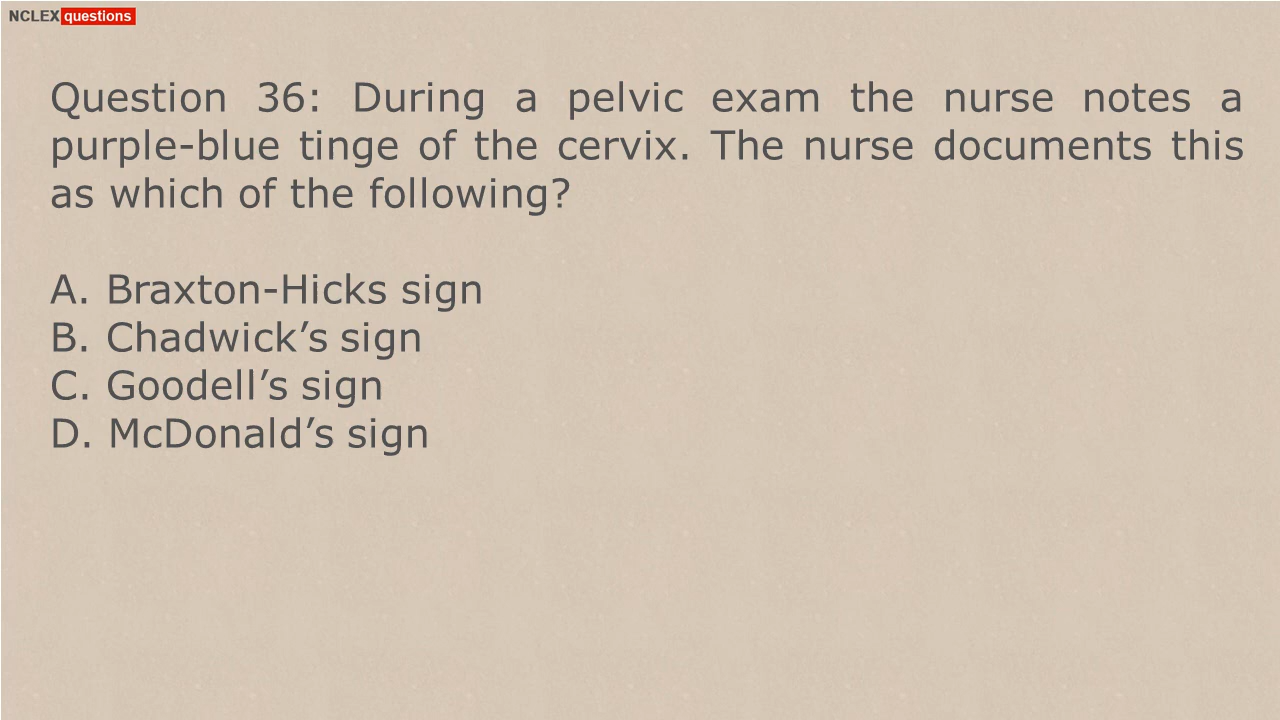 NCLEX questions
Question 36: During a pelvic exam the nurse notes a
purple-blue tinge of the cervix. The nurse documents this
as which of the following?
A. Braxton-Hicks sign
B. Chadwick’s sign
C. Goodell’s sign
D. McDonald’s sign